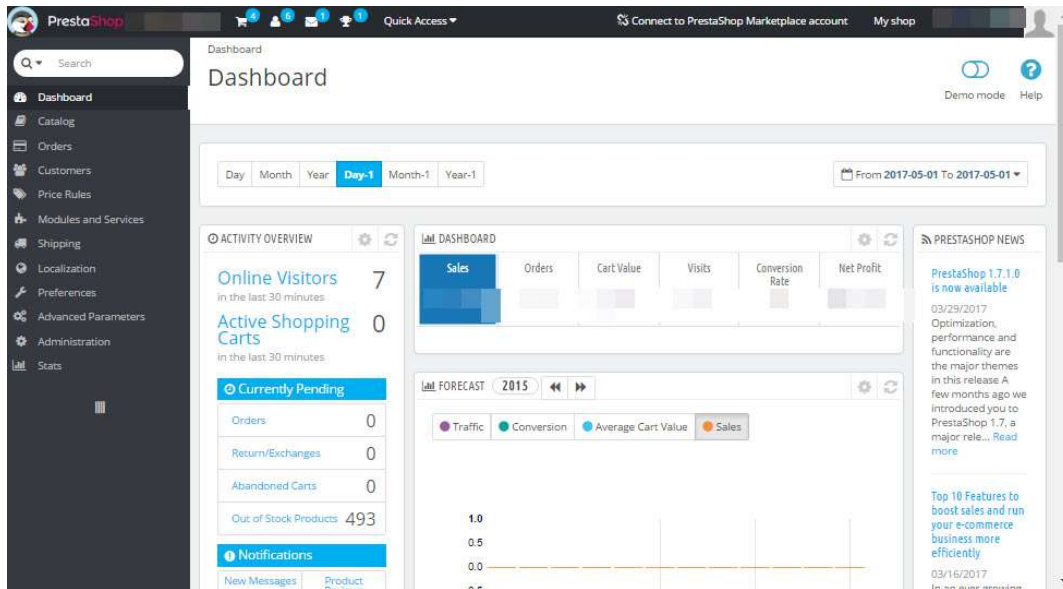 PrestaShop 4 6 1 1 Quick Access Connect to PrestaShop Marketplace account My shop
Search
Dashboard
Catalog
Orders
Customers
Price Rules
Modules and Services
Shipping
Localization
Preferences
Advanced Parameters
Administration
Stats
Dashboard
Dashboard
Demo mode Help
Day Month Year Day-1 Month-1 Year-1
From 2017-05-01 To 2017-05-01
ACTIVITY OVERVIEW
Online Visitors 7
in the last 30 minutes
Active Shopping 0
Carts
in the last 30 minutes
Currently Pending
Orders 0
Return/Exchanges 0
Abandoned Carts 0
Out of Stock Products 493
Notifications
New Messages Product
DASHBOARD
Sales Orders Cart Value Visits Conversion Net Profit
Rate
FORECAST 2015
Traffic Conversion Average Cart Value Sales
1.0
0.5
0.0
PRESTASHOP NEWS
PrestaShop 1.7.1.0
is now available
03/29/2017
Optimization,
performance and
functionality are
the major themes
in this release A
few months ago we
introduced you to
PrestaShop 1.7, a
major rele... Read
more
Top 10 Features to
boost sales and run
your e-commerce
business more
efficiently
03/16/2017
In an ever growing